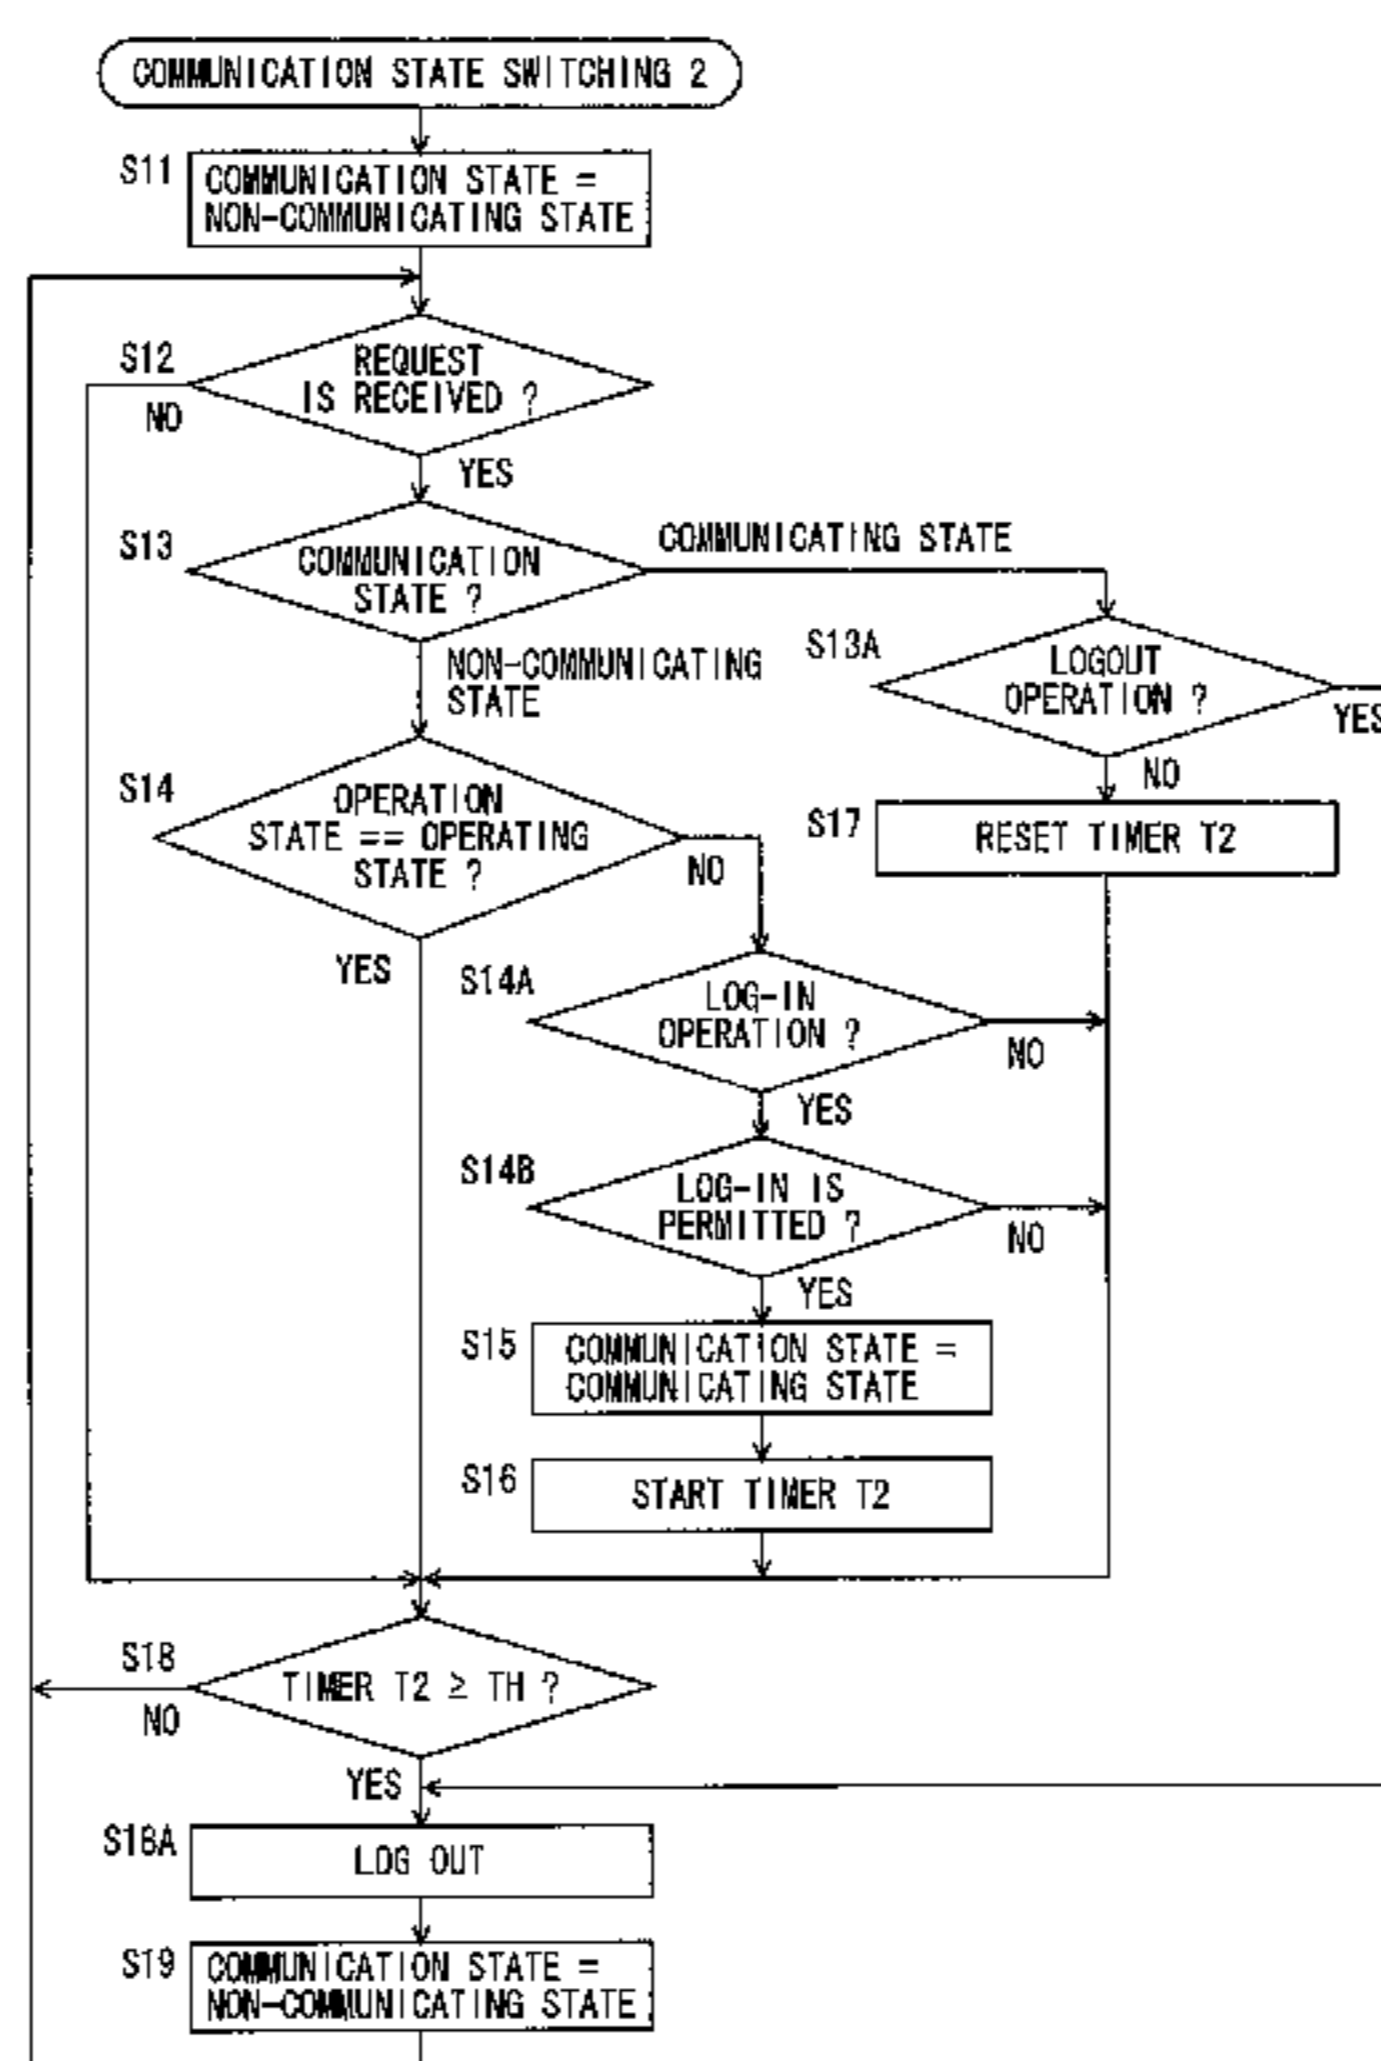 COMMUNICATION STATE SWITCHING 2
S11
COMMUNICATION STATE =
NON-COMMUNICATING STATE
S12
REQUEST
IS RECEIVED ?
NO
YES
S13
COMMUNICATION
STATE ?
COMMUNICATING STATE
NON-COMMUNICATING
STATE
S13A
LOGOUT
OPERATION ?
YES
NO
S14
OPERATION
STATE == OPERATING
STATE ?
NO
YES
S17
RESET TIMER T2
S14A
LOG-IN
OPERATION ?
NO
YES
S14B
LOG-IN IS
PERMITTED ?
NO
YES
S15
COMMUNICATION STATE =
COMMUNICATING STATE
S16
START TIMER T2
S18
TIMER T2 ≥ TH ?
NO
YES
S18A
LOG OUT
S19
COMMUNICATION STATE =
NON-COMMUNICATING STATE